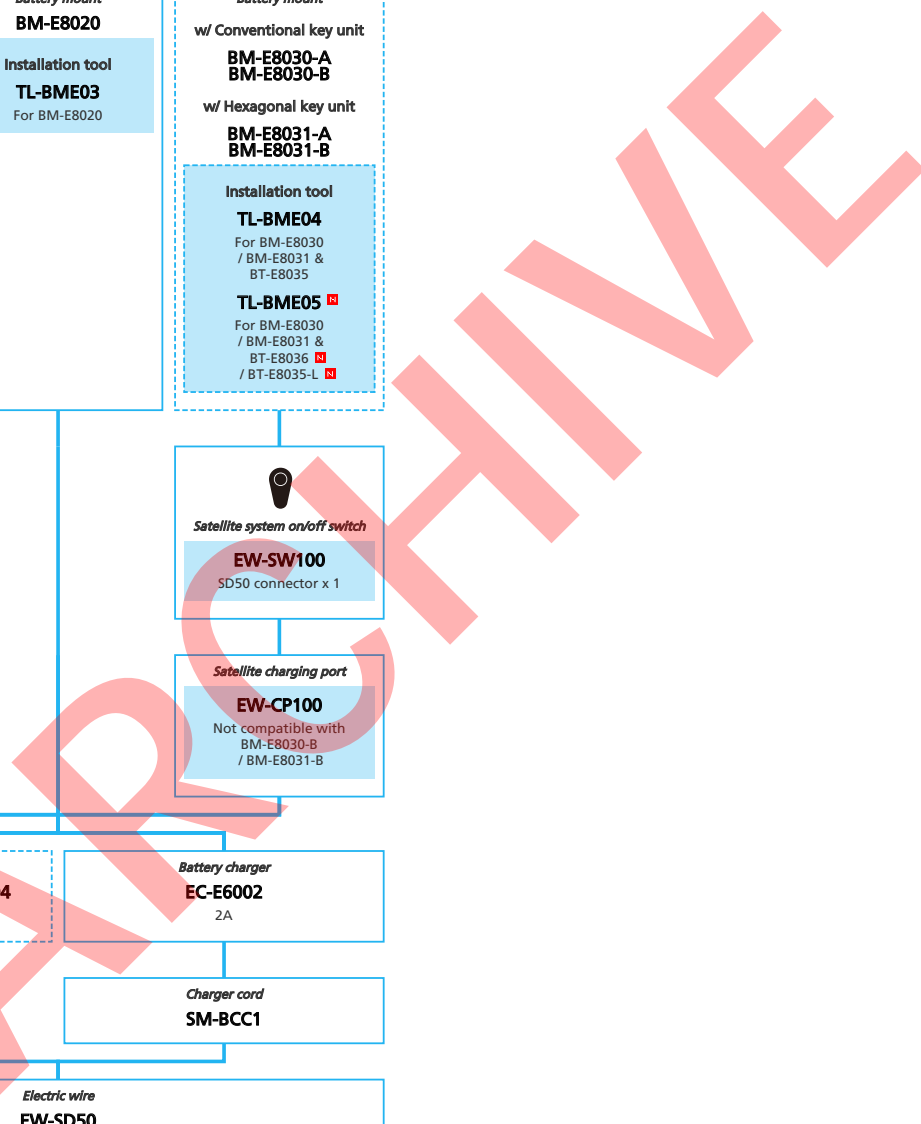 Battery mount
BM-E8020
Installation tool
TL-BME03
For BM-E8020
Battery mount
w/ Conventional key unit
BM-E8030-A
BM-E8030-B
w/ Hexagonal key unit
BM-E8031-A
BM-E8031-B
Installation tool
TL-BME04
For BM-E8030
/ BM-E8031 &
BT-E8035
TL-BME05 N
For BM-E8030
/ BM-E8031 &
BT-E8036 N
/ BT-E8035-L N
Satellite system on/off switch
EW-SW100
SD50 connector x 1
Satellite charging port
EW-CP100
Not compatible with
BM-E8030-B
/ BM-E8031-B
4
Battery charger
EC-E6002
2A
Charger cord
SM-BCC1
Electric wire
EW-SD50
ARCHIVE